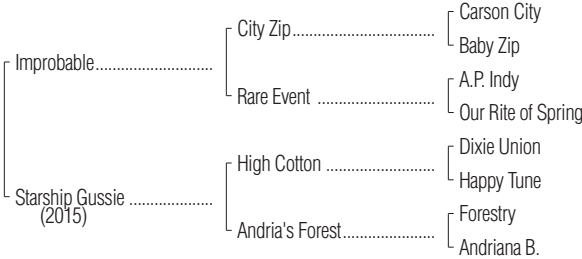 Carson City
City Zip
Baby Zip
Improbable
A.P. Indy
Rare Event
Our Rite of Spring
Dixie Union
High Cotton
Happy Tune
Starship Gussie
(2015)
Forestry
Andria's Forest
Andriana B.